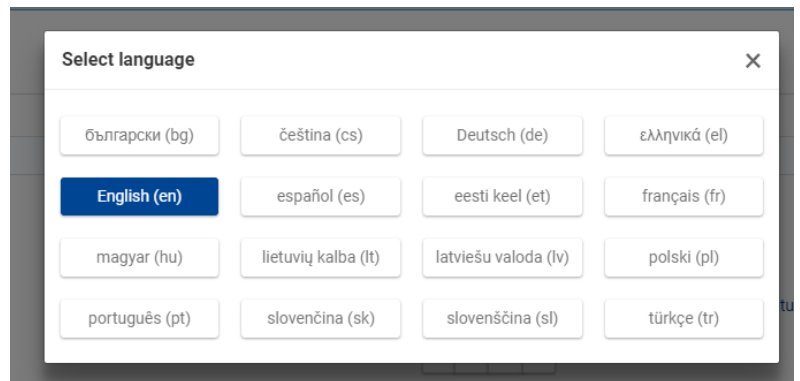 Select language ×
български (bg) čeština (cs) Deutsch (de) ελληνικά (el)
English (en) español (es) eesti keel (et) français (fr)
magyar (hu) lietuvių kalba (lt) latviešu valoda (lv) polski (pl)
português (pt) slovenčina (sk) slovenščina (sl) türkçe (tr)
tu